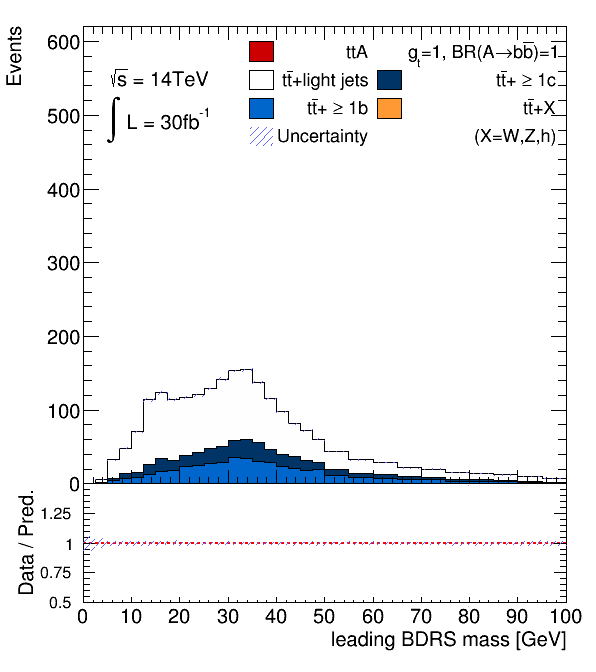 Events
600
500
400
300
200
100
0
√s = 14TeV
∫ L = 30fb⁻¹
ttA
gₜ=1, BR(A→bb̅)=1
tt̅+light jets
tt̅+ ≥ 1c
tt̅+ ≥ 1b
tt̅+X
Uncertainty
(X=W,Z,h)
Data / Pred.
1.25
1
0.75
0.5
0 10 20 30 40 50 60 70 80 90 100
leading BDRS mass [GeV]